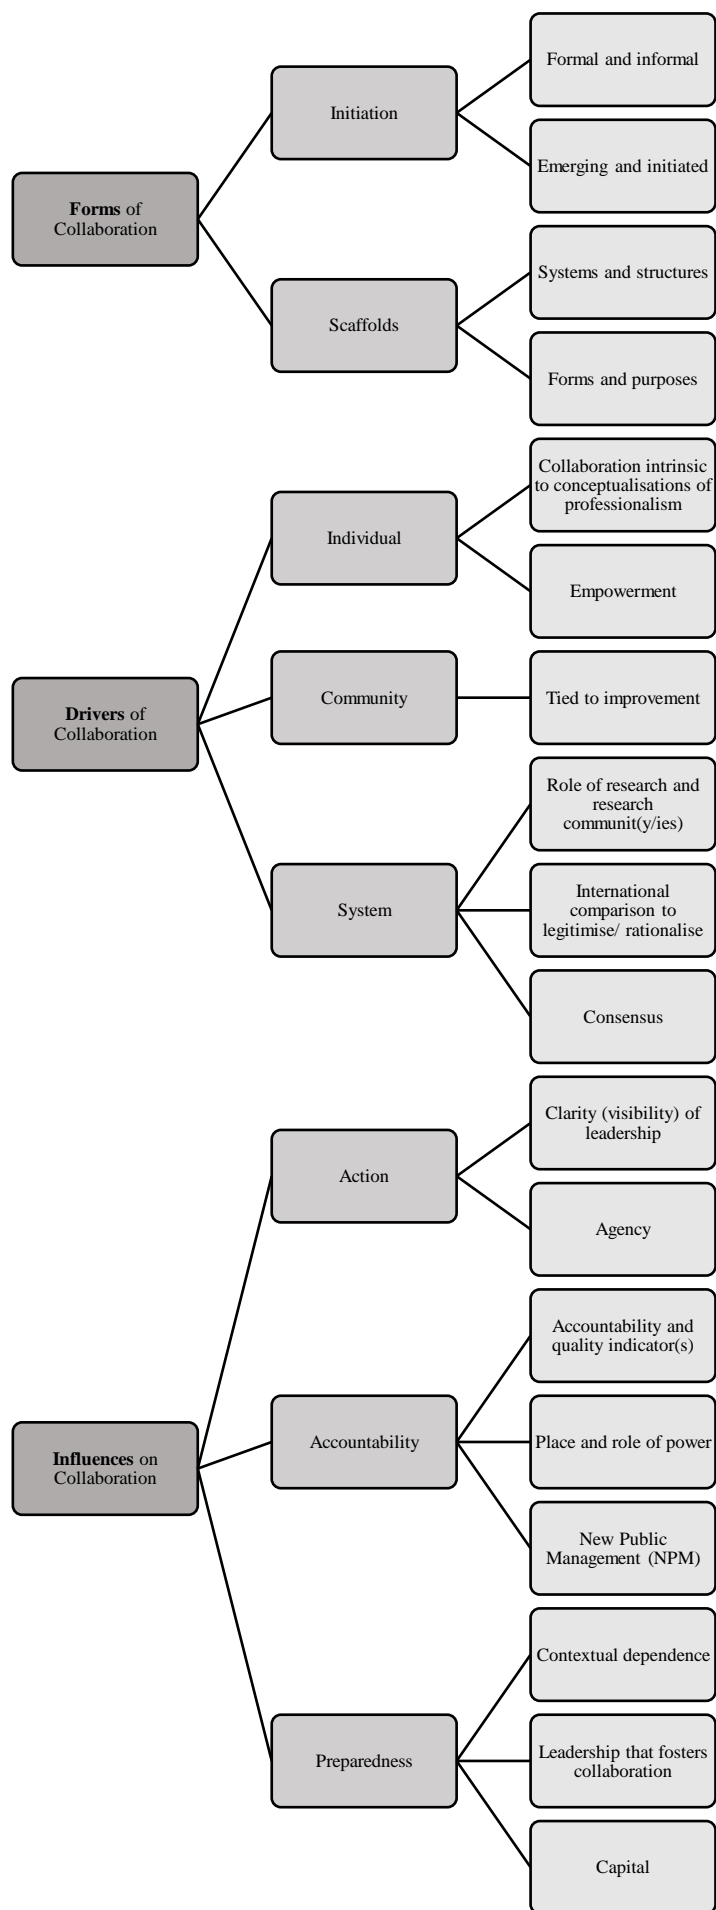 Forms of
Collaboration
Initiation
Formal and informal
Emerging and initiated
Scaffolds
Systems and structures
Forms and purposes
Drivers of
Collaboration
Individual
Collaboration intrinsic
to conceptualisations of
professionalism
Empowerment
Community
Tied to improvement
System
Role of research and
research
communit(y/ies)
International
comparison to
legitimise/ rationalise
Consensus
Influences on
Collaboration
Action
Clarity (visibility) of
leadership
Agency
Accountability
Accountability and
quality indicator(s)
Place and role of power
New Public
Management (NPM)
Preparedness
Contextual dependence
Leadership that fosters
collaboration
Capital